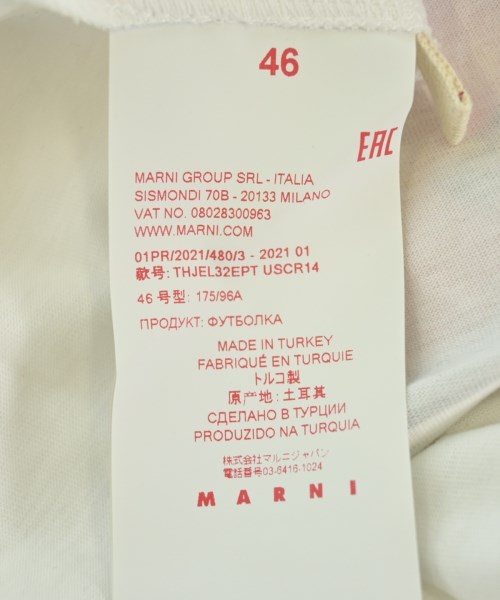 46
EAC
MARNI GROUP SRL - ITALIA
SISMONDI 70B - 20133 MILANO
VAT NO. 08028300963
WWW.MARNI.COM
01PR/2021/480/3 - 2021 01
款号: THJEL32EPT USCR14
46 号型: 175/96A
ПРОДУКТ: ФУТБОЛКА
MADE IN TURKEY
FABRIQUÉ EN TURQUIE
トルコ製
原产地: 土耳其
СДЕЛАНО В ТУРЦИИ
PRODUZIDO NA TURQUIA
株式会社マルニジャパン
電話番号03-6416-1024
MARNI